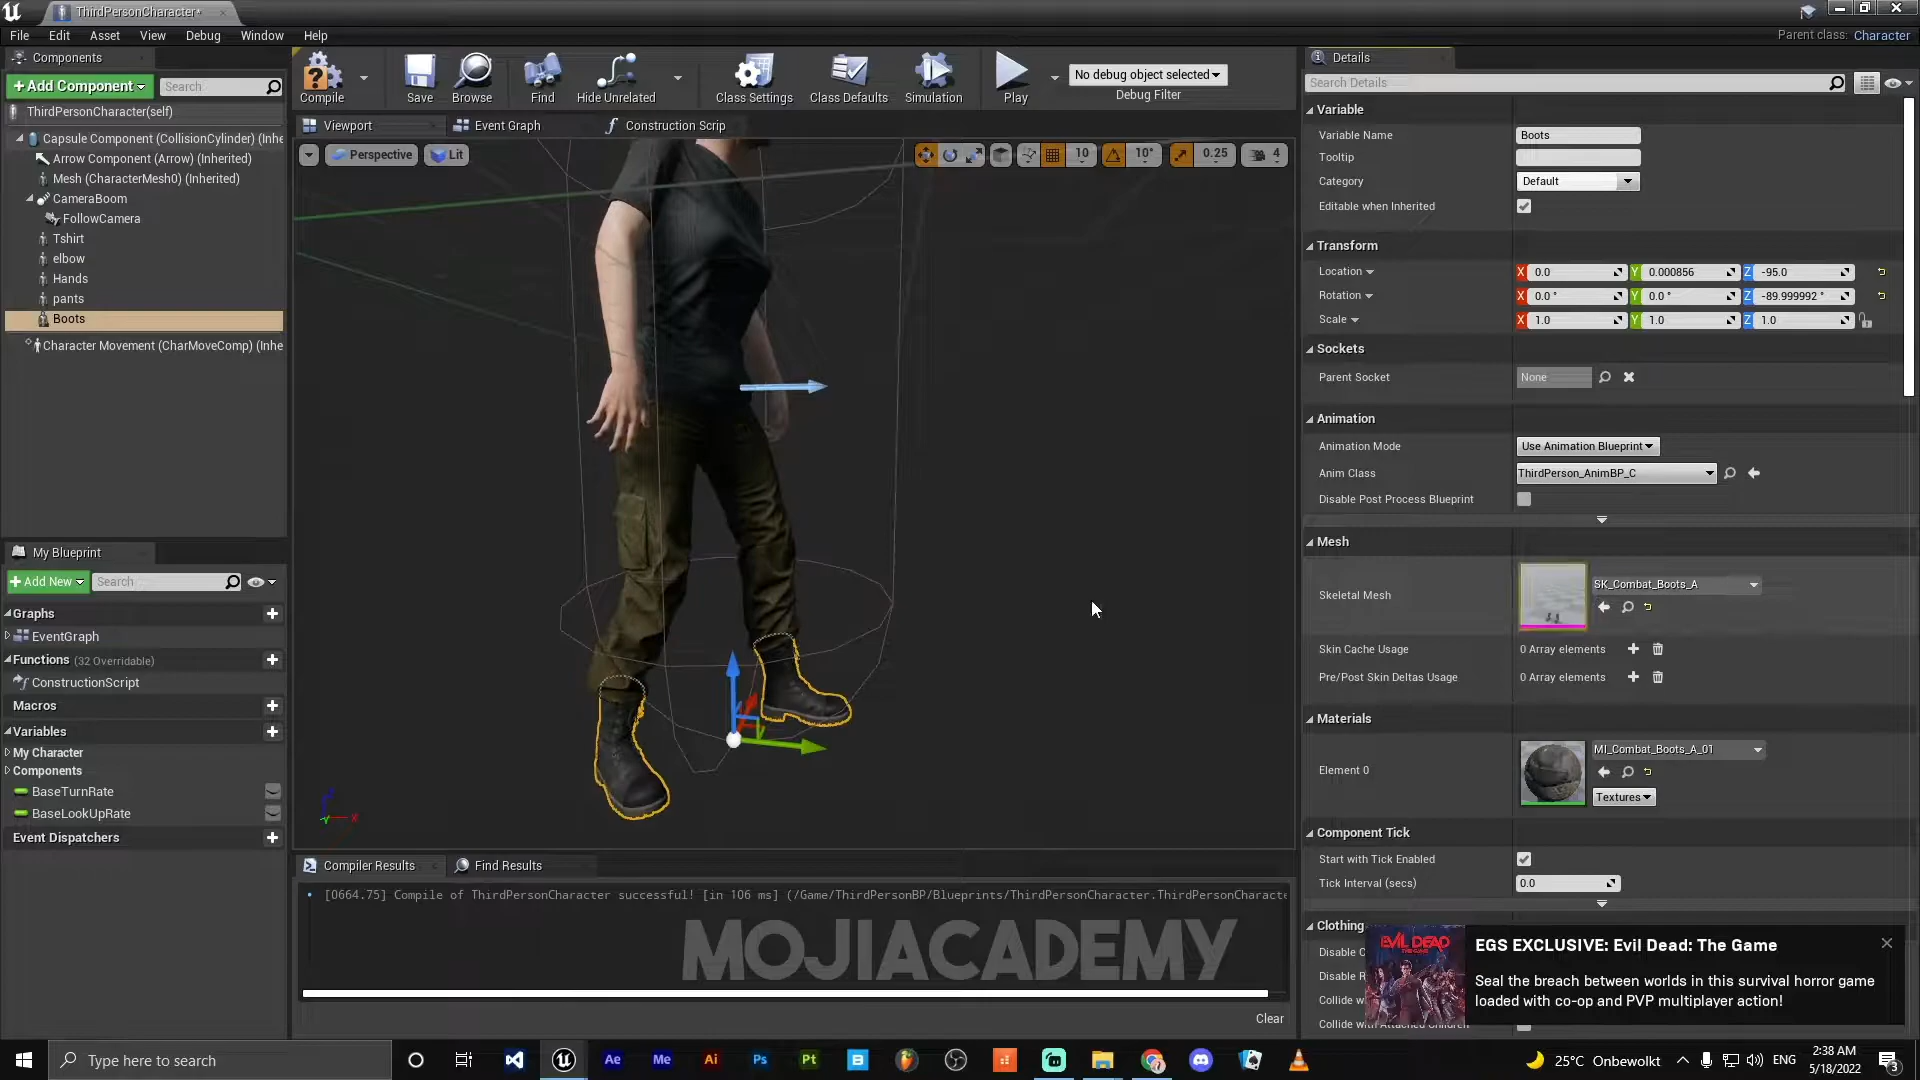 ThirdPersonCharacter*
File Edit Asset View Debug Window Help
Parent class: Character
Components
+Add Component
Search
ThirdPersonCharacter(self)
Capsule Component (CollisionCylinder) (Inhe
Arrow Component (Arrow) (Inherited)
Mesh (CharacterMesh0) (Inherited)
CameraBoom
FollowCamera
Tshirt
elbow
Hands
pants
Boots
Character Movement (CharMoveComp) (Inhe
My Blueprint
+Add New
Search
Graphs
EventGraph
Functions (32 Overridable)
ConstructionScript
Macros
Variables
My Character
Components
BaseTurnRate
BaseLookUpRate
Event Dispatchers
Compile
Save
Browse
Find
Hide Unrelated
Class Settings
Class Defaults
Simulation
Play
No debug object selected
Debug Filter
Viewport
Event Graph
Construction Scrip
Perspective
Lit
10
10°
0.25
4
Compiler Results
Find Results
[0664.75] Compile of ThirdPersonCharacter successful! [in 106 ms] (/Game/ThirdPersonBP/Blueprints/ThirdPersonCharacter.ThirdPersonCharacte
MOJIACADEMY
Clear
Details
Search Details
Variable
Variable Name Boots
Tooltip
Category Default
Editable when Inherited
Transform
Location X 0.0 Y 0.000856 Z -95.0
Rotation X 0.0 ° Y 0.0 ° Z -89.999992 °
Scale X 1.0 Y 1.0 Z 1.0
Sockets
Parent Socket None
Animation
Animation Mode Use Animation Blueprint
Anim Class ThirdPerson_AnimBP_C
Disable Post Process Blueprint
Mesh
Skeletal Mesh SK_Combat_Boots_A
Skin Cache Usage 0 Array elements
Pre/Post Skin Deltas Usage 0 Array elements
Materials
Element 0 MI_Combat_Boots_A_01
Textures
Component Tick
Start with Tick Enabled
Tick Interval (secs) 0.0
Clothing
Disable C
Disable R
Collide w
EVIL DEAD
EGS EXCLUSIVE: Evil Dead: The Game
Seal the breach between worlds in this survival horror game
loaded with co-op and PVP multiplayer action!
Type here to search
Ae Me Ai Ps Pt
25°C Onbewolkt
ENG
2:38 AM
5/18/2022
3